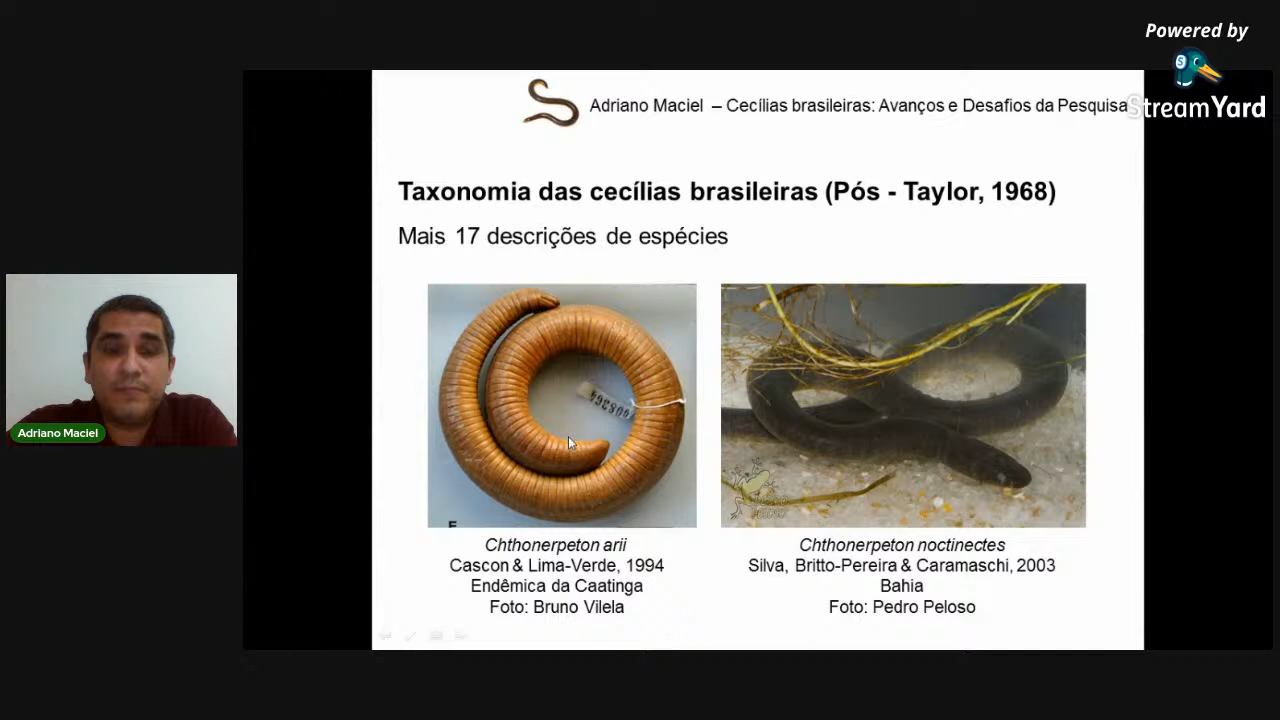 Powered by
StreamYard
Adriano Maciel – Cecílias brasileiras: Avanços e Desafios da Pesquisa
Taxonomia das cecílias brasileiras (Pós - Taylor, 1968)
Mais 17 descrições de espécies
E
Chthonerpeton arii
Cascon & Lima-Verde, 1994
Endêmica da Caatinga
Foto: Bruno Vilela
Chthonerpeton noctinectes
Silva, Britto-Pereira & Caramaschi, 2003
Bahia
Foto: Pedro Peloso
Adriano Maciel